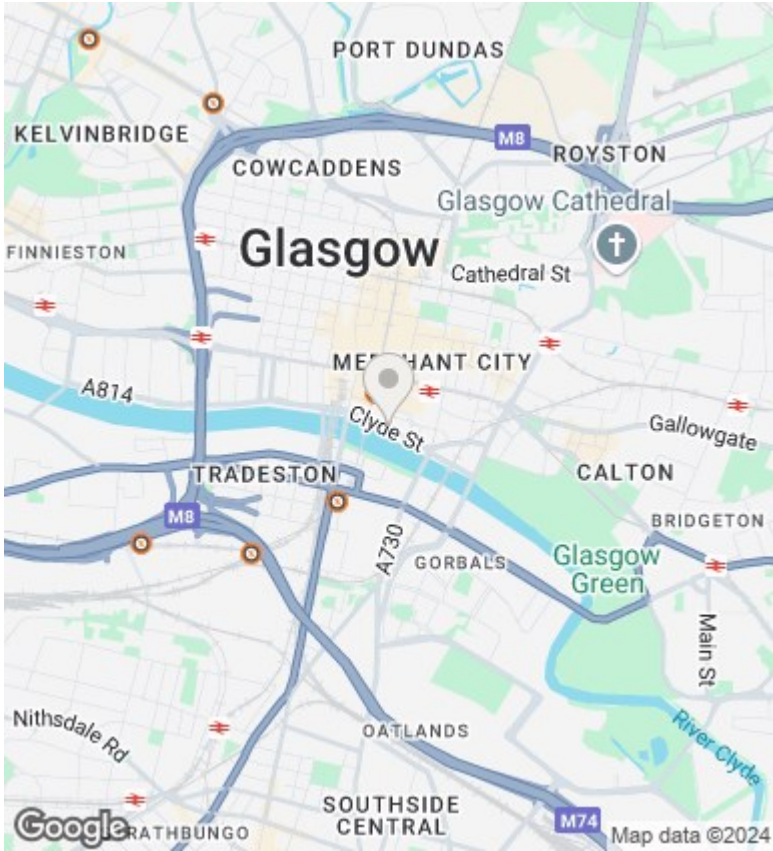 PORT DUNDAS
M8
KELVINBRIDGE
ROYSTON
COWCADDENS
Glasgow Cathedral
FINNIESTON
Glasgow
Cathedral St
MERCHANT CITY
A814
Clyde St
Gallowgate
TRADESTON
CALTON
M8
BRIDGETON
A730
GORBALS
Glasgow
Green
Main St
Nithsdale Rd
OATLANDS
River Clyde
SOUTHSIDE
CENTRAL
M74
Google
RATHBUNGO
Map data ©2024